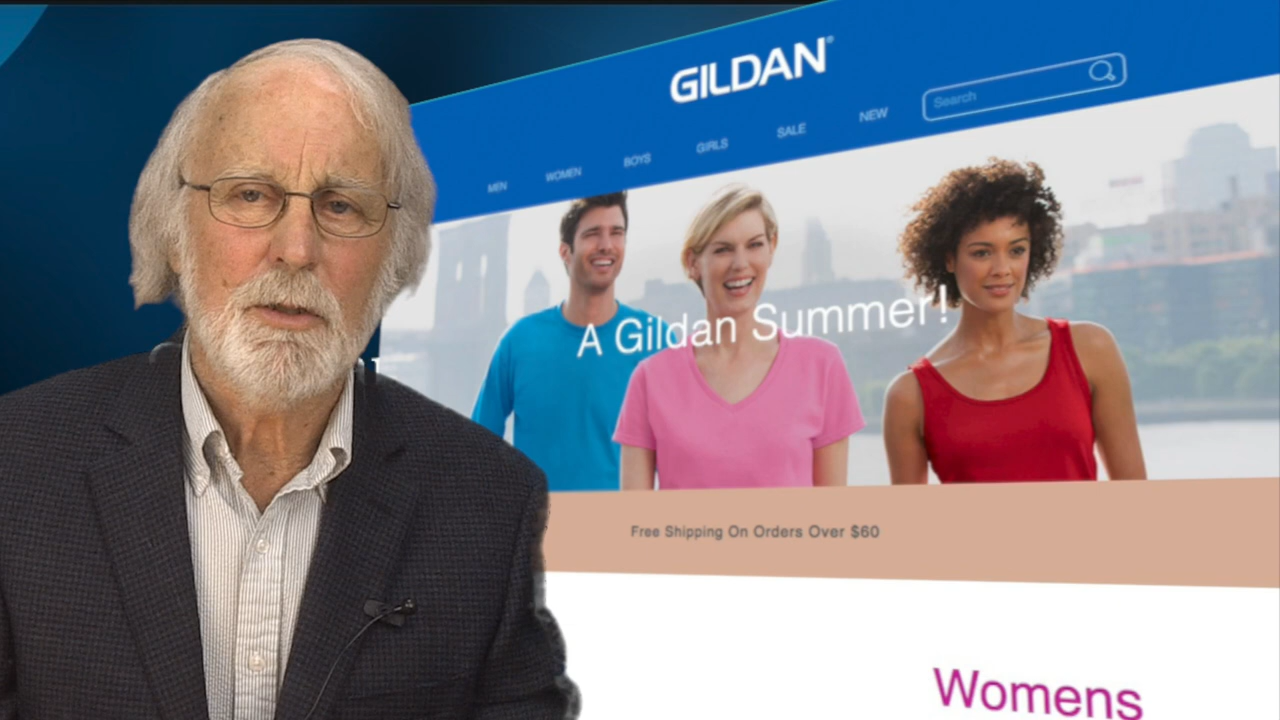 GILDAN®
Search
MEN WOMEN BOYS GIRLS SALE NEW
A Gildan Summer!
Free Shipping On Orders Over $60
Womens